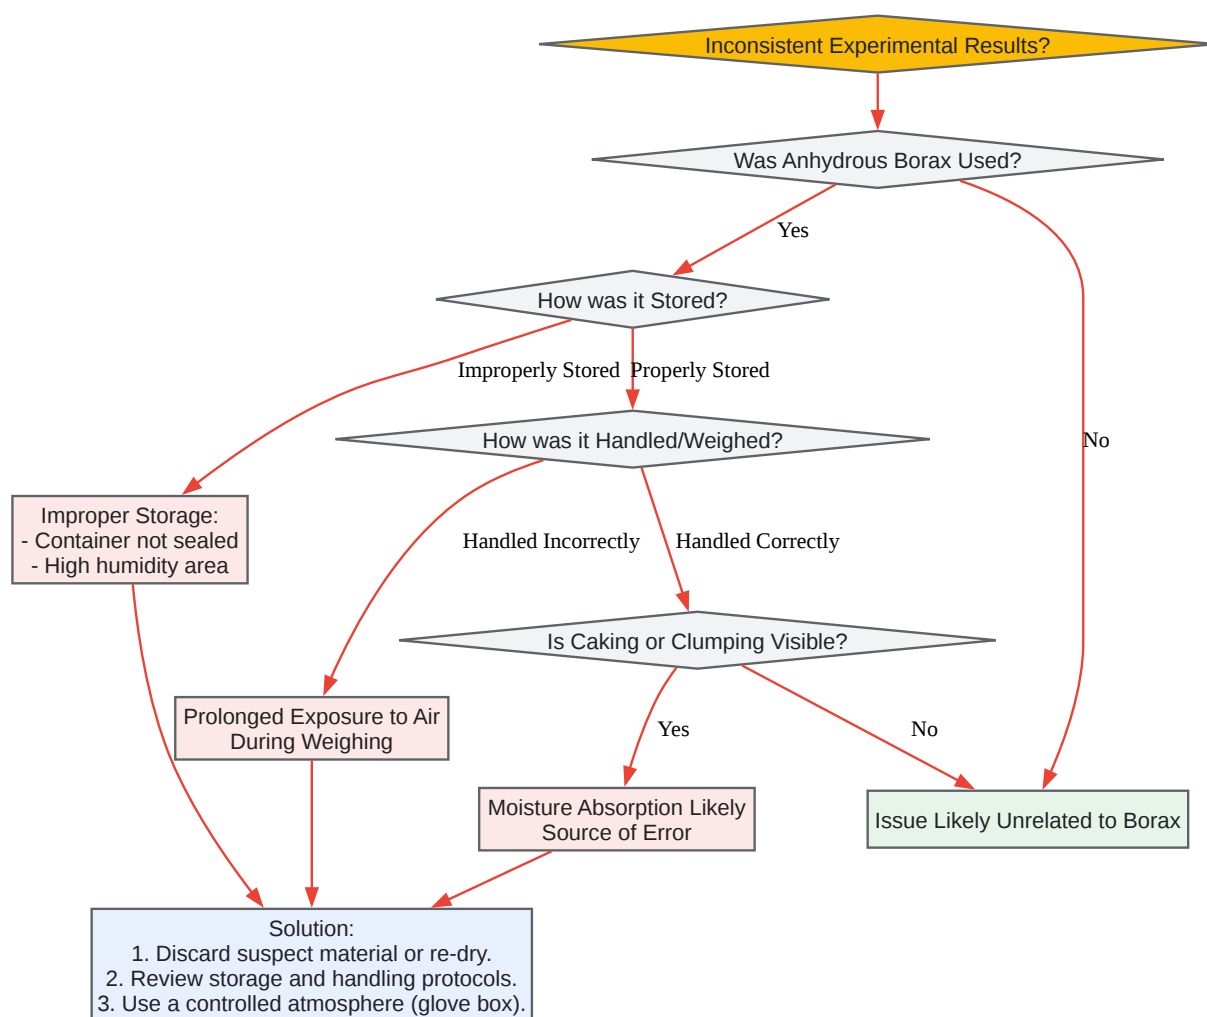 Inconsistent Experimental Results?
Was Anhydrous Borax Used?
Yes
How was it Stored?
Improperly Stored
Properly Stored
How was it Handled/Weighed?
No
Improper Storage:
- Container not sealed
- High humidity area
Handled Incorrectly
Handled Correctly
Is Caking or Clumping Visible?
Prolonged Exposure to Air
During Weighing
Yes
No
Moisture Absorption Likely
Source of Error
Issue Likely Unrelated to Borax
Solution:
1. Discard suspect material or re-dry.
2. Review storage and handling protocols.
3. Use a controlled atmosphere (glove box).